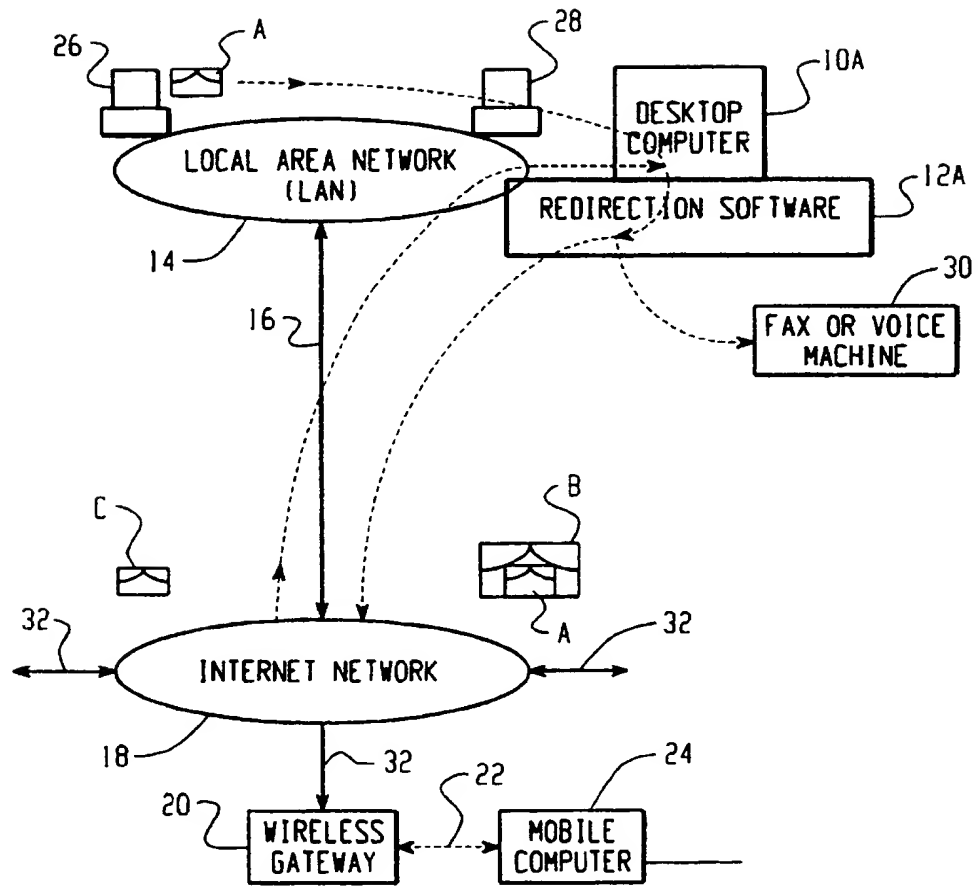 26
A
28
10A
DESKTOP
COMPUTER
LOCAL AREA NETWORK
(LAN)
12A
REDIRECTION SOFTWARE
14
30
16
FAX OR VOICE
MACHINE
C
B
A
32
32
INTERNET NETWORK
18
32
24
20
22
WIRELESS
GATEWAY
MOBILE
COMPUTER